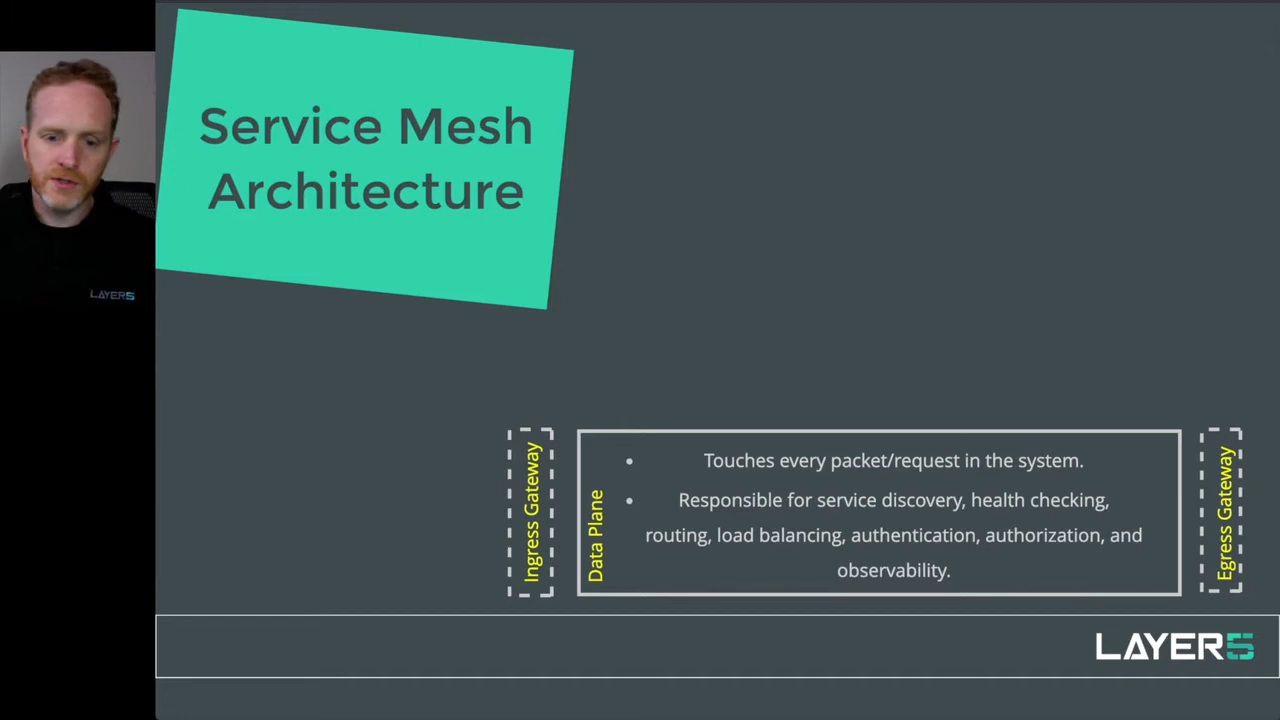 Service Mesh
Architecture
LAYER5
Ingress Gateway
Data Plane
• Touches every packet/request in the system.
• Responsible for service discovery, health checking,
routing, load balancing, authentication, authorization, and
observability.
Egress Gateway
LAYER5